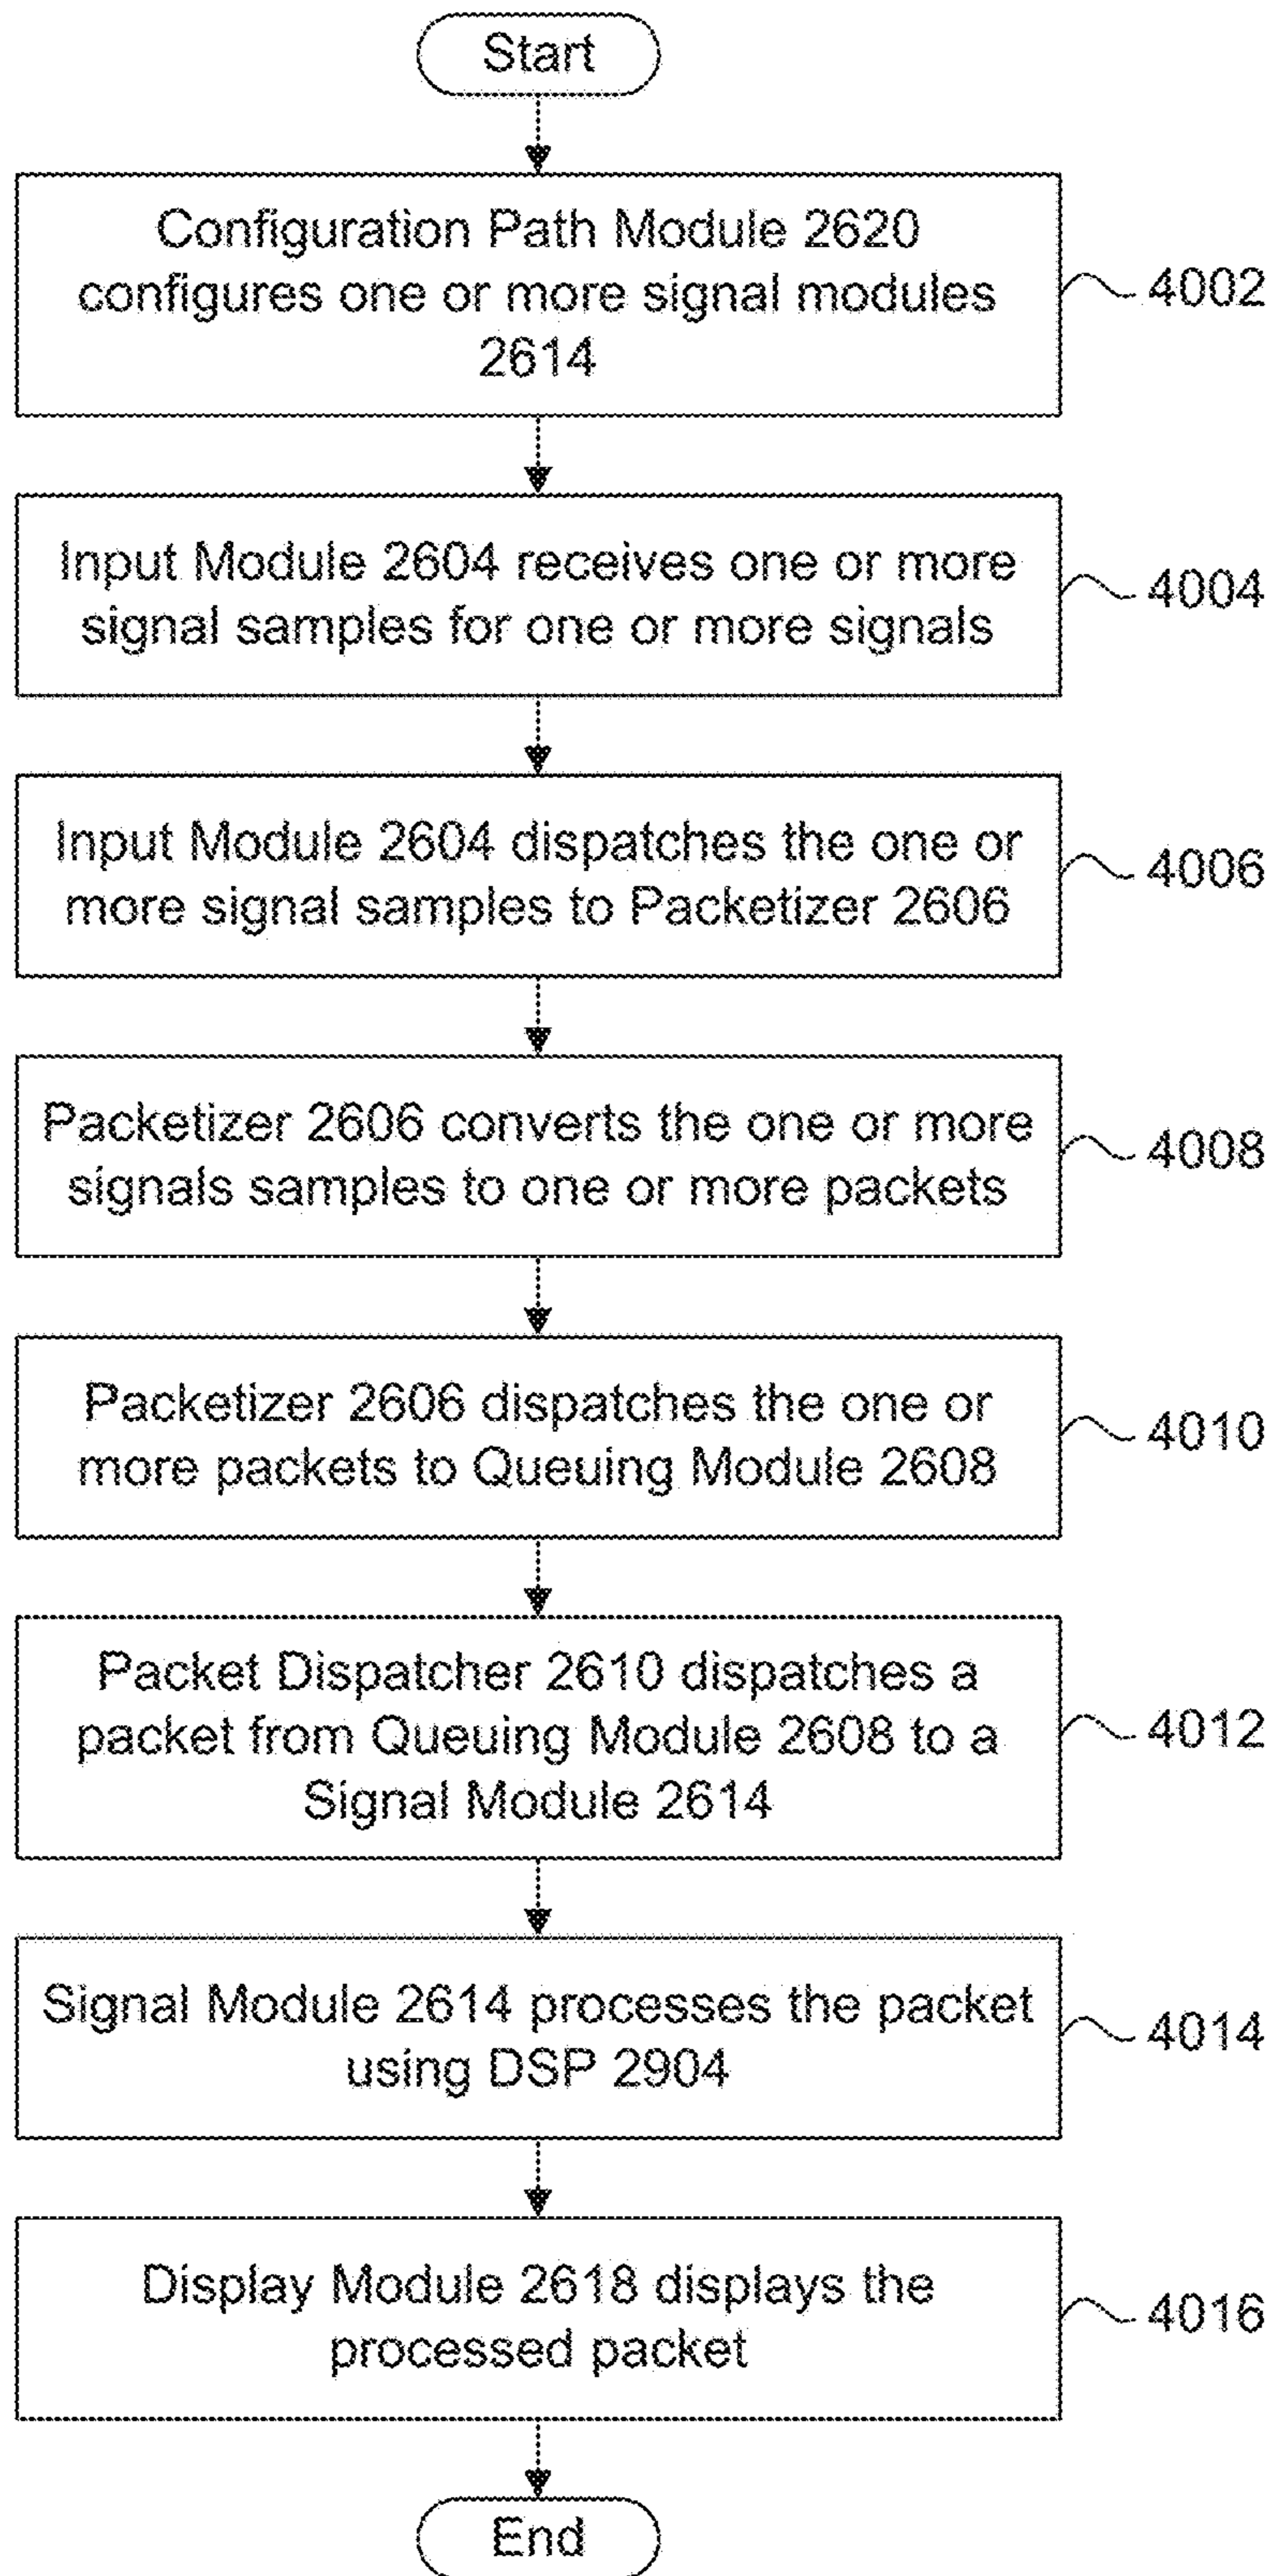 Start
Configuration Path Module 2620
configures one or more signal modules
2614
4002
Input Module 2604 receives one or more
signal samples for one or more signals
4004
Input Module 2604 dispatches the one or
more signal samples to Packetizer 2606
4006
Packetizer 2606 converts the one or more
signals samples to one or more packets
4008
Packetizer 2606 dispatches the one or
more packets to Queuing Module 2608
4010
Packet Dispatcher 2610 dispatches a
packet from Queuing Module 2608 to a
Signal Module 2614
4012
Signal Module 2614 processes the packet
using DSP 2904
4014
Display Module 2618 displays the
processed packet
4016
End